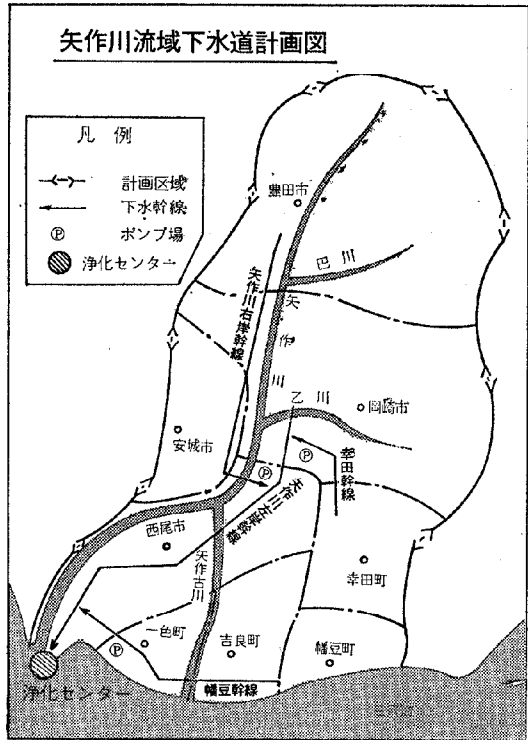 矢作川流域下水道計画図
凡例
計画区域
下水幹線
Ⓟ ポンプ場
浄化センター
豊田市
巴川
矢作川右岸幹線
矢作川
乙川
岡崎市
安城市
Ⓟ
Ⓟ
幸田幹線
矢作川左岸幹線
西尾市
矢作古川
幸田町
一色町
吉良町
幡豆町
Ⓟ
浄化センター
幡豆幹線